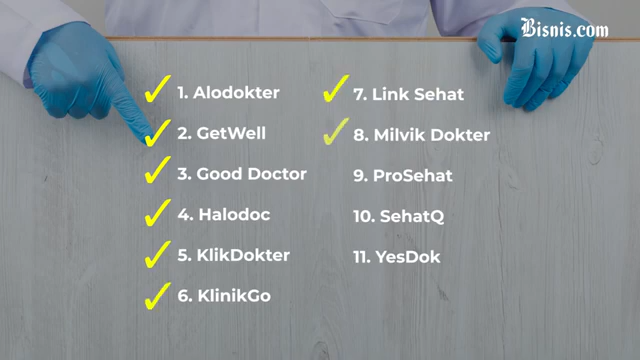 Bisnis.com
1. Alodokter
2. GetWell
3. Good Doctor
4. Halodoc
5. KlikDokter
6. KlinikGo
7. Link Sehat
8. Milvik Dokter
9. ProSehat
10. SehatQ
11. YesDok